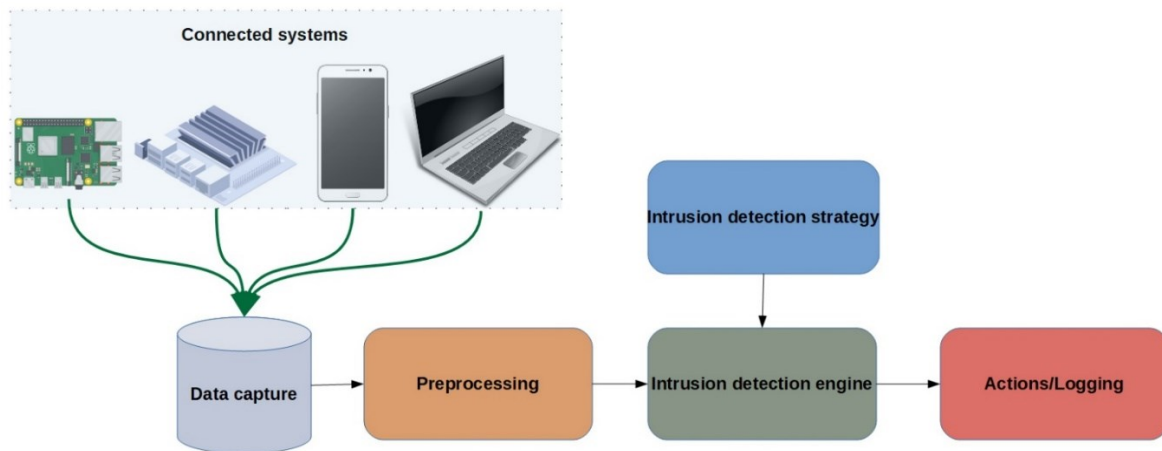 Connected systems
Intrusion detection strategy
Data capture
Preprocessing
Intrusion detection engine
Actions/Logging